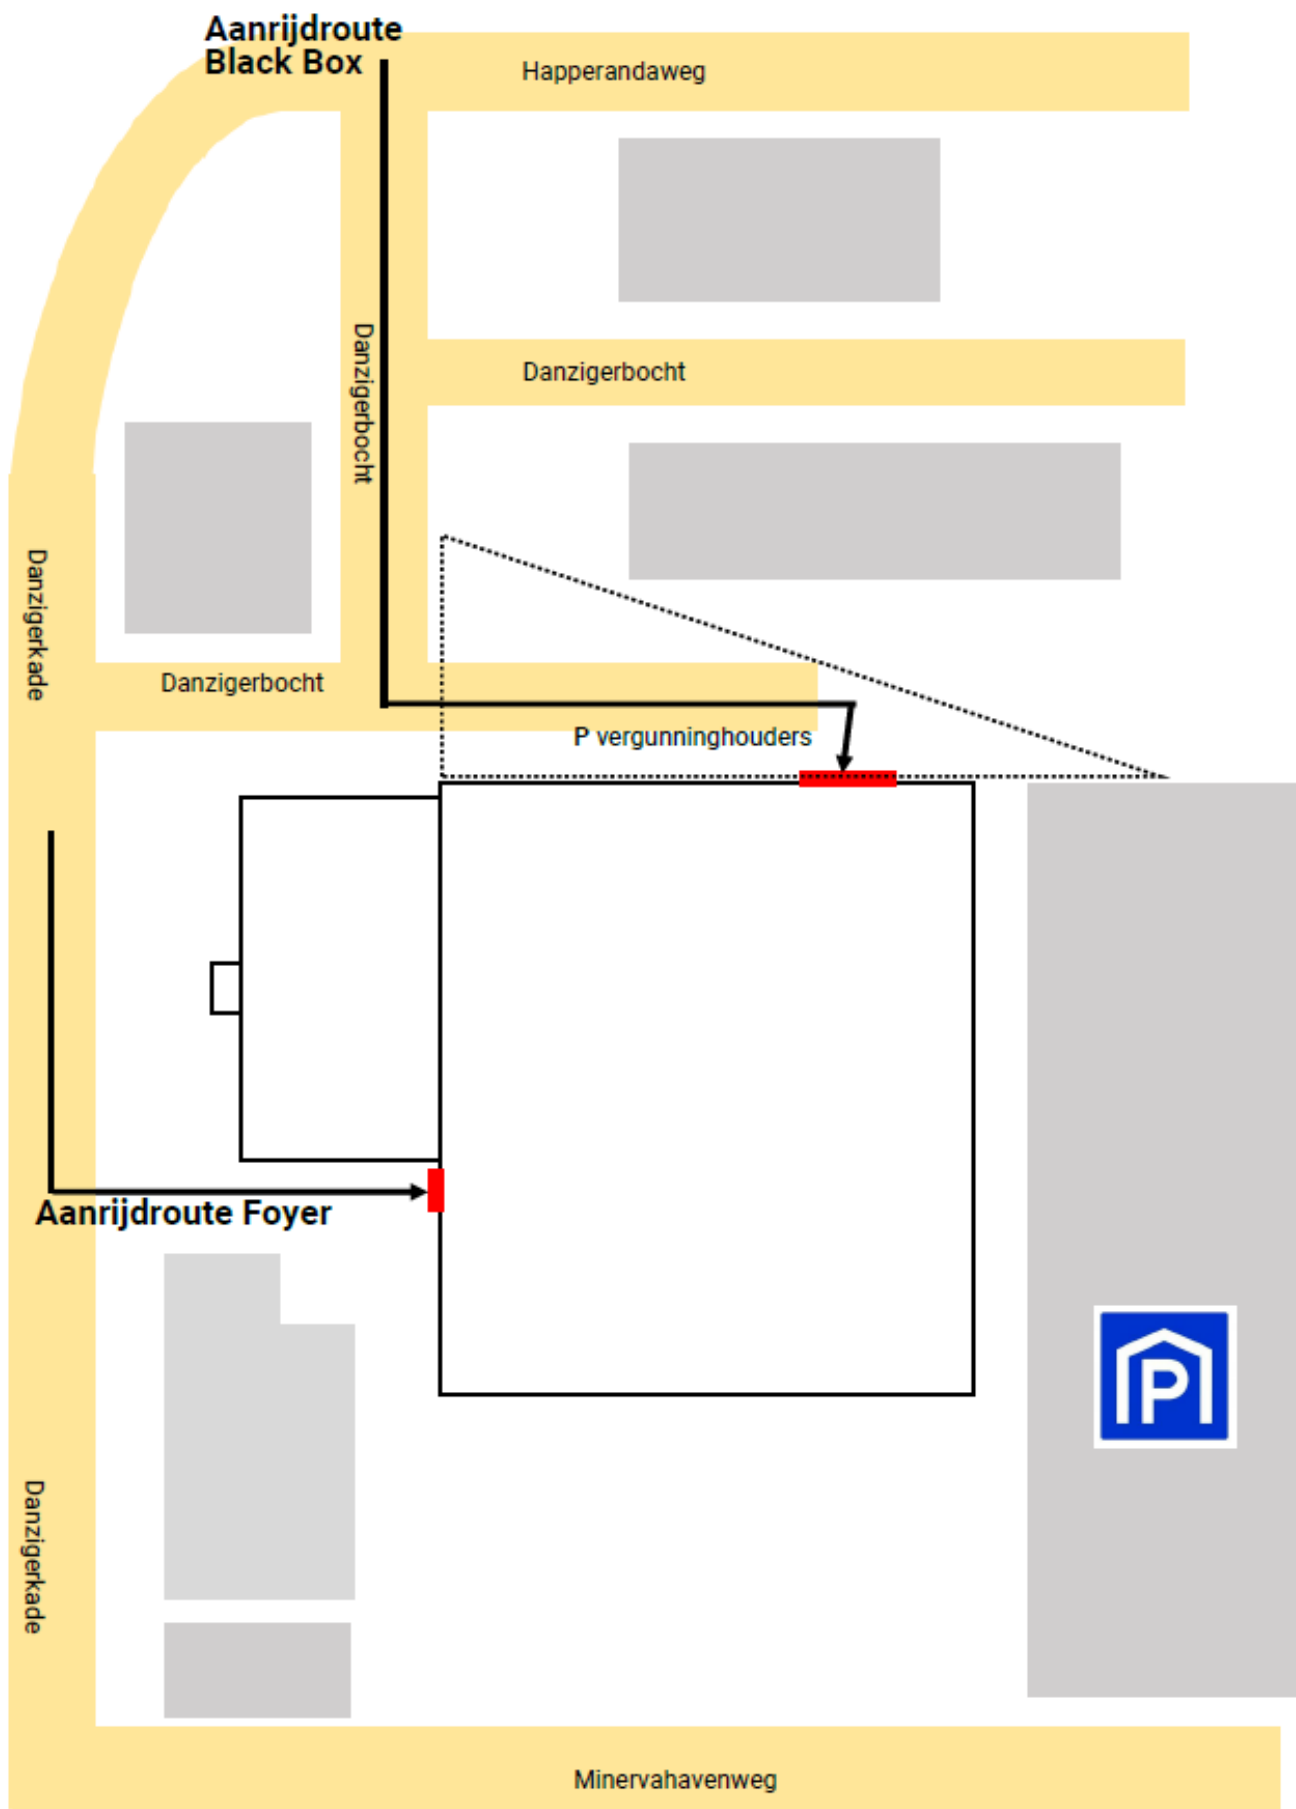 Aanrijdroute
Black Box
Happerandaweg
Danzigerbocht
Danzigerbocht
Danzigerkade
Danzigerbocht
P vergunninghouders
Aanrijdroute Foyer
P
Danzigerkade
Minervahavenweg